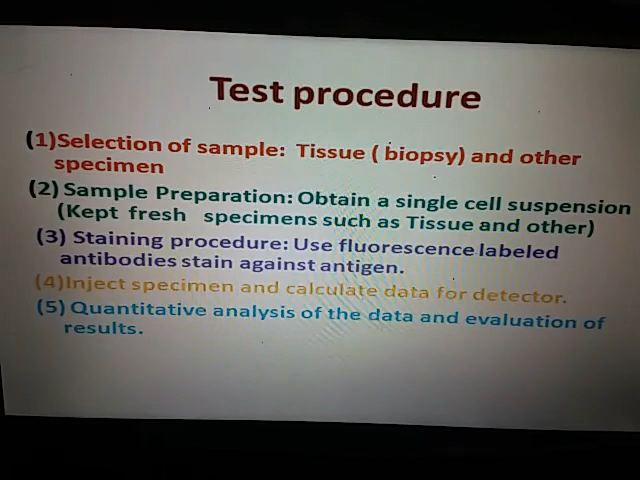 Test procedure
(1)Selection of sample: Tissue ( biopsy) and other
specimen
(2) Sample Preparation: Obtain a single cell suspension
(Kept fresh specimens such as Tissue and other)
(3) Staining procedure: Use fluorescence labeled
antibodies stain against antigen.
(4)Inject specimen and calculate data for detector.
(5) Quantitative analysis of the data and evaluation of
results.